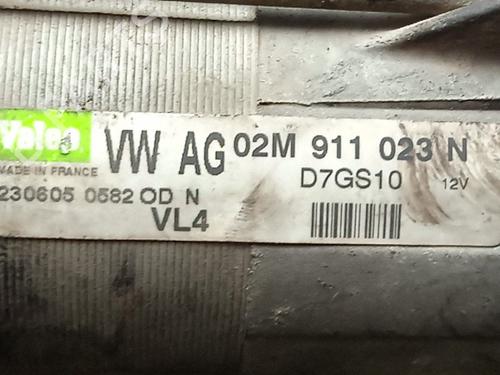 Valeo
VW AG 02M 911 023 N
MADE IN FRANCE
D7GS10 12V
230605 0582 OD N
VL4